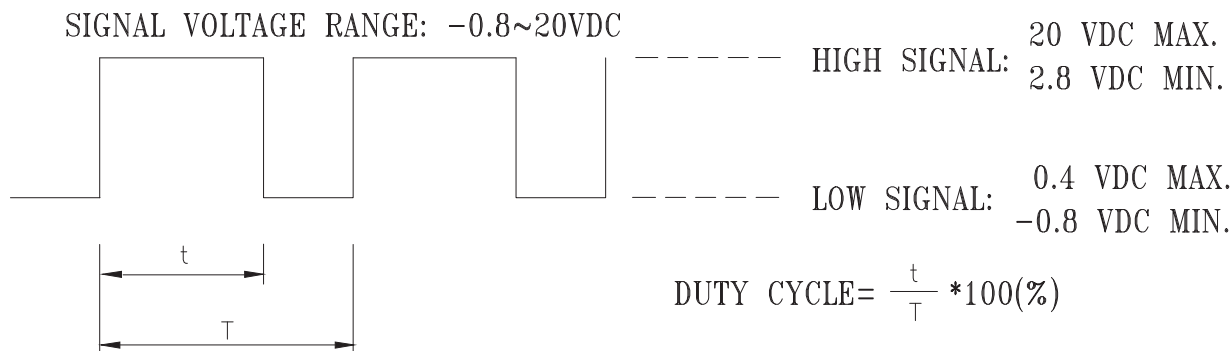 SIGNAL VOLTAGE RANGE: -0.8~20VDC
HIGH SIGNAL: 20 VDC MAX.
2.8 VDC MIN.
LOW SIGNAL: 0.4 VDC MAX.
-0.8 VDC MIN.
t
T
DUTY CYCLE= t/T *100(%)